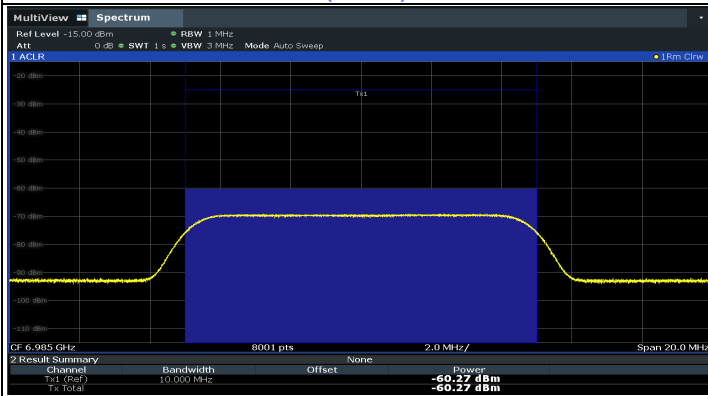 MultiView Spectrum
Ref Level -15.00 dBm RBW 1 MHz
Att 0 dB SWT 1 s VBW 3 MHz Mode Auto Sweep
1 ACLR 1Rm Clrw
-20 dBm
Tx1
-30 dBm
-40 dBm
-50 dBm
-60 dBm
-70 dBm
-80 dBm
-90 dBm
-100 dBm
-110 dBm
CF 6.985 GHz 8001 pts 2.0 MHz/ Span 20.0 MHz
2 Result Summary None
Channel Bandwidth Offset Power
Tx1 (Ref) 10.000 MHz -60.27 dBm
Tx Total -60.27 dBm